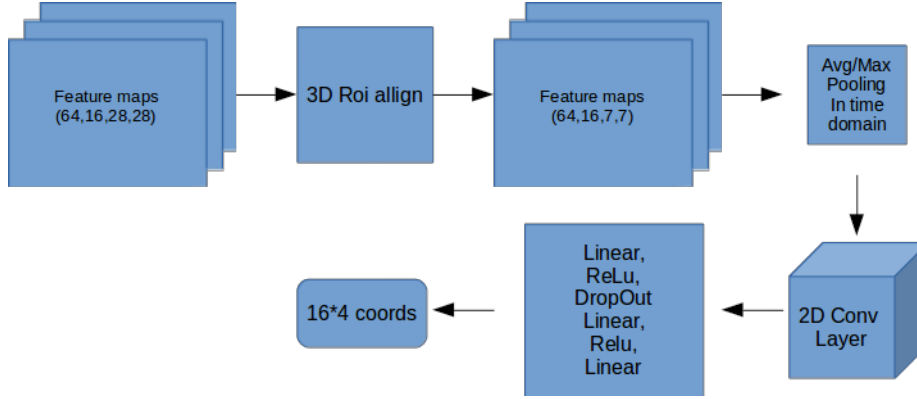 Feature maps
(64,16,28,28)
3D Roi allign
Feature maps
(64,16,7,7)
Avg/Max
Pooling
In time
domain
2D Conv
Layer
Linear,
ReLu,
DropOut
Linear,
Relu,
Linear
16*4 coords